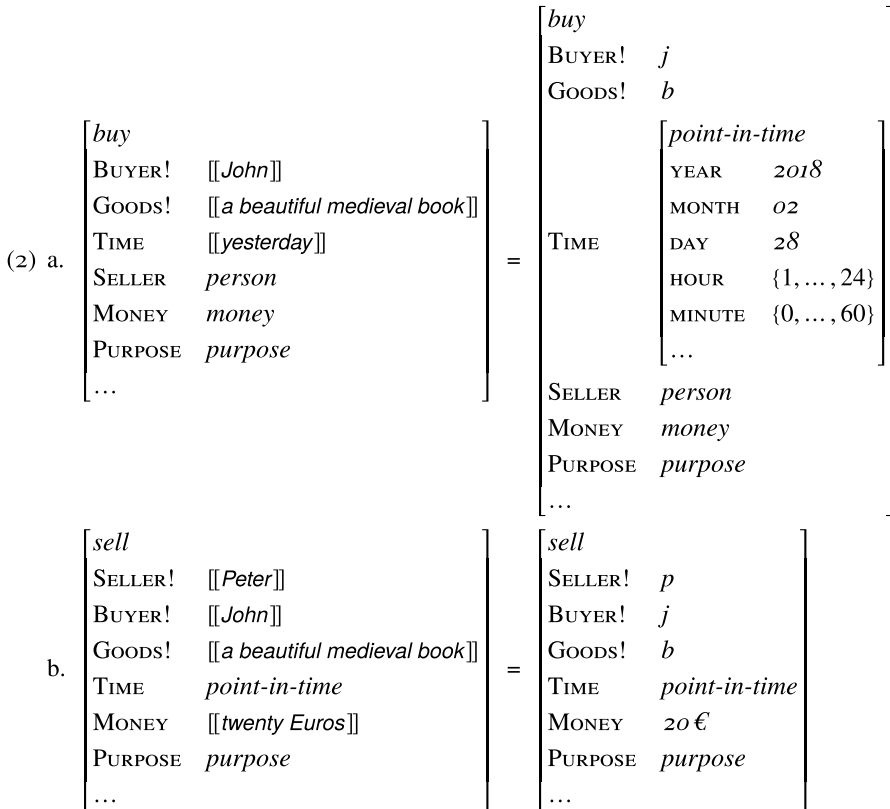 (2) a. [buy
BUYER! [[John]]
GOODS! [[a beautiful medieval book]]
TIME [[yesterday]]
SELLER person
MONEY money
PURPOSE purpose
…]
=
[buy
BUYER! j
GOODS! b
TIME [point-in-time
YEAR 2018
MONTH 02
DAY 28
HOUR {1, … , 24}
MINUTE {0, … , 60}
…]
SELLER person
MONEY money
PURPOSE purpose
…]
b. [sell
SELLER! [[Peter]]
BUYER! [[John]]
GOODS! [[a beautiful medieval book]]
TIME point-in-time
MONEY [[twenty Euros]]
PURPOSE purpose
…]
=
[sell
SELLER! p
BUYER! j
GOODS! b
TIME point-in-time
MONEY 20 €
PURPOSE purpose
…]